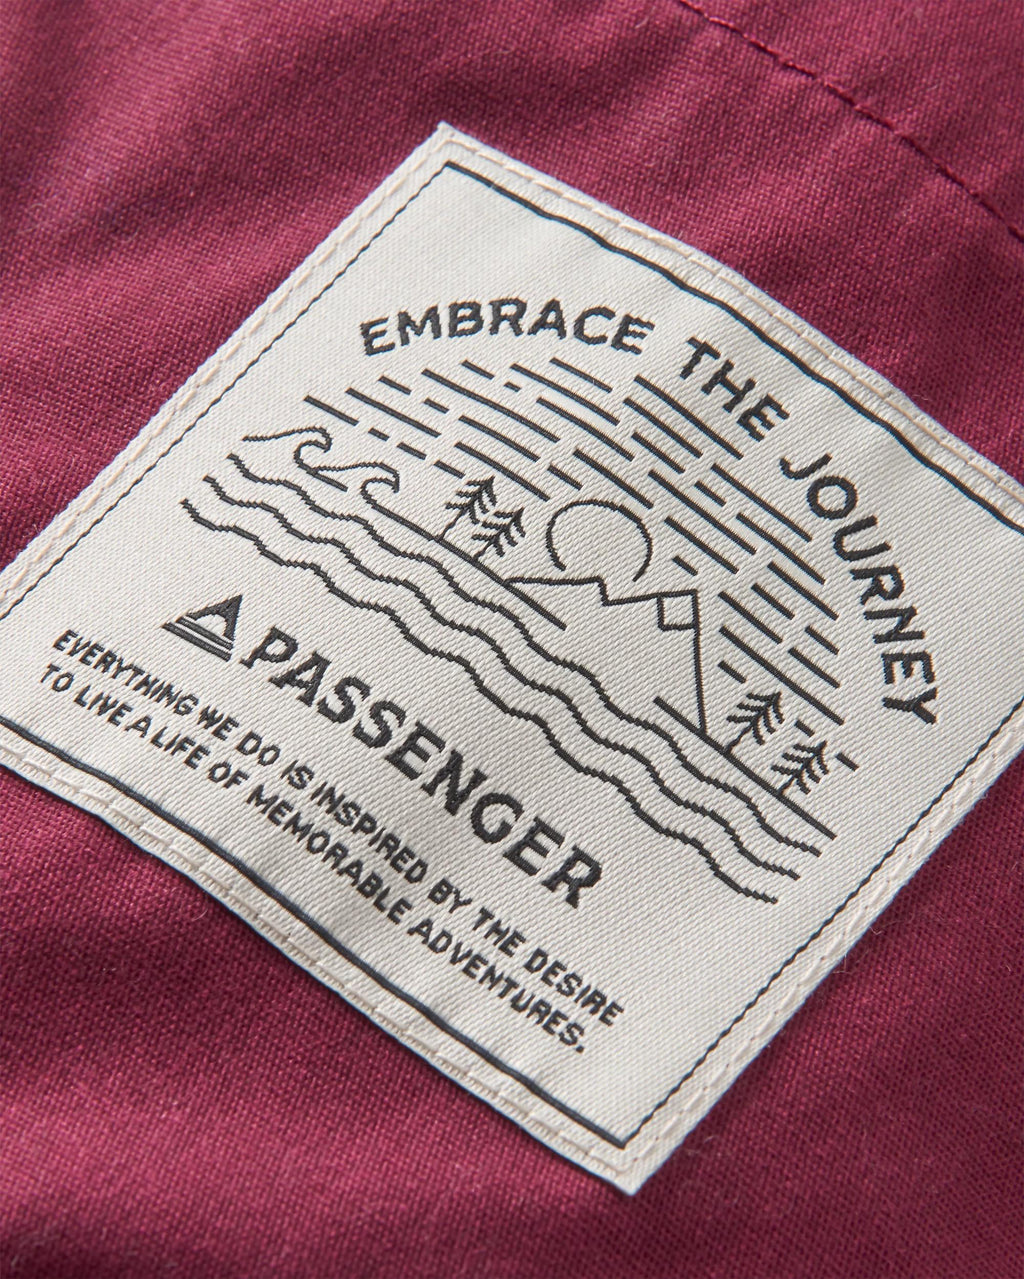 EMBRACE THE JOURNEY
PASSENGER
EVERYTHING WE DO IS INSPIRED BY THE DESIRE
TO LIVE A LIFE OF MEMORABLE ADVENTURES.